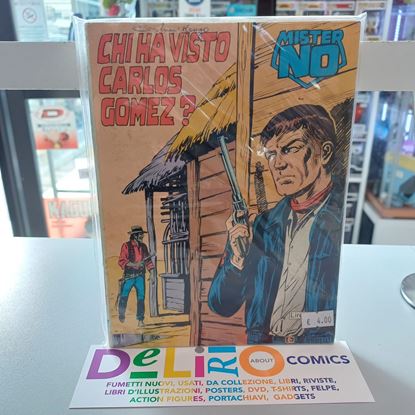 CHI HA VISTO
CARLOS
GOMEZ?
MISTER
NO
€ 4.00
DELIRIO
ABOUT
COMICS
FUMETTI NUOVI, USATI, DA COLLEZIONE, LIBRI, RIVISTE,
LIBRI D'ILLUSTRAZIONI, POSTERS, DVD, T-SHIRTS, FELPE,
ACTION FIGURES, PORTACHIAVI, GADGETS